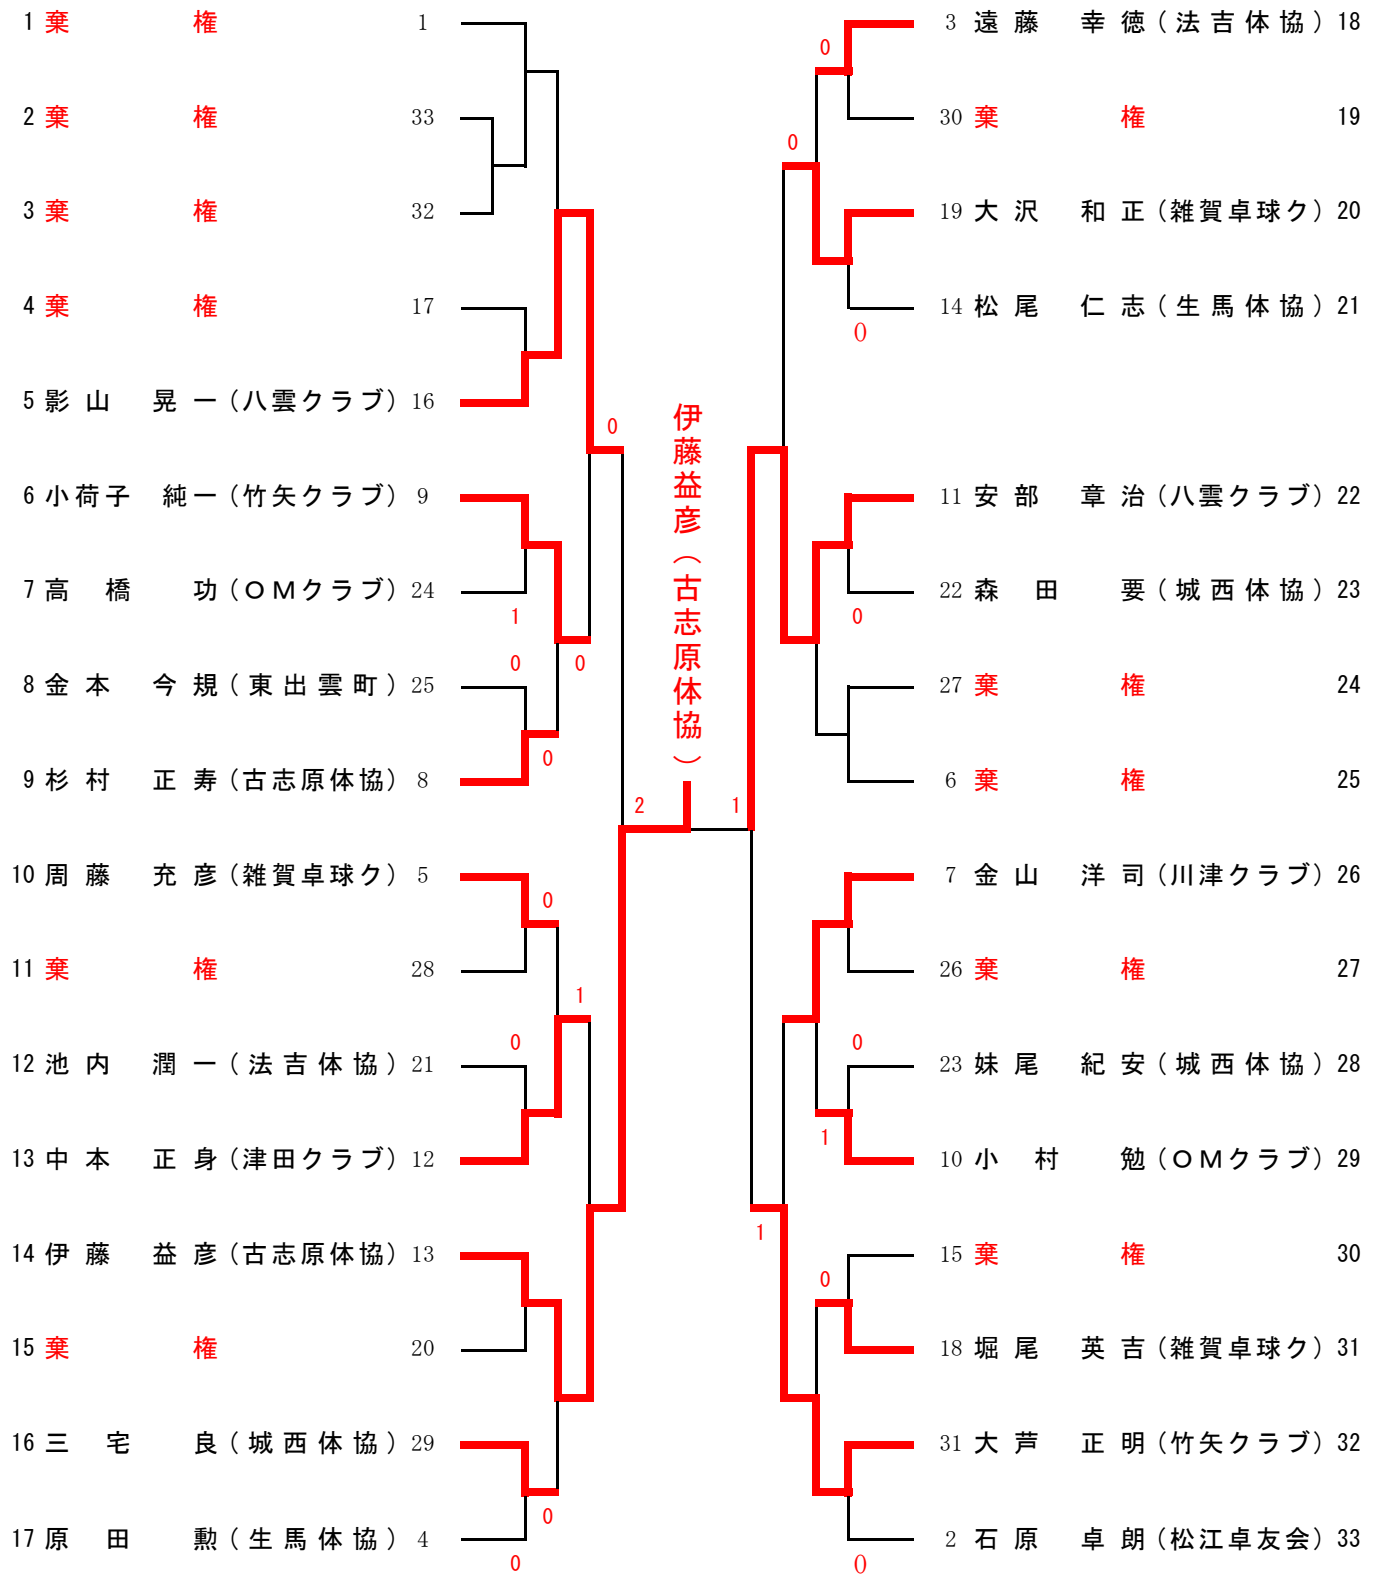 1 棄 権 1
2 棄 権 33
3 棄 権 32
4 棄 権 17
5 影山 晃一 (八雲クラブ) 16
6 小荷子 純一 (竹矢クラブ) 9
7 高橋 功 (OMクラブ) 24
8 金本 今規 (東出雲町) 25
9 杉村 正寿 (古志原体協) 8
10 周藤 充彦 (雑賀卓球ク) 5
11 棄 権 28
12 池内 潤一 (法吉体協) 21
13 中本 正身 (津田クラブ) 12
14 伊藤 益彦 (古志原体協) 13
15 棄 権 20
16 三宅 良 (城西体協) 29
17 原田 勲 (生馬体協) 4
0
1
0
0
0
0
1
0
0
0
2
伊藤益彦(古志原体協)
1
0
0
0
0
0
1
1
0
0
3 遠藤 幸徳 (法吉体協) 18
30 棄 権 19
19 大沢 和正 (雑賀卓球ク) 20
14 松尾 仁志 (生馬体協) 21
11 安部 章治 (八雲クラブ) 22
22 森田 要 (城西体協) 23
27 棄 権 24
6 棄 権 25
7 金山 洋司 (川津クラブ) 26
26 棄 権 27
23 妹尾 紀安 (城西体協) 28
10 小村 勉 (OMクラブ) 29
15 棄 権 30
18 堀尾 英吉 (雑賀卓球ク) 31
31 大芦 正明 (竹矢クラブ) 32
2 石原 卓朗 (松江卓友会) 33